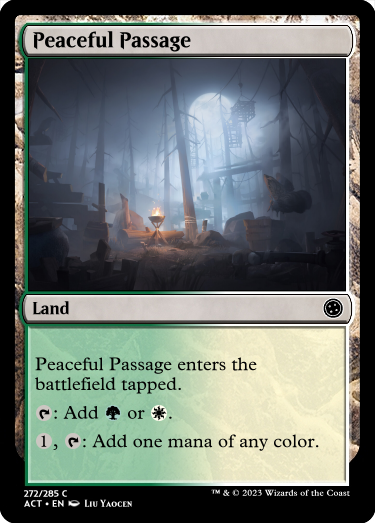 Peaceful Passage
Land
Peaceful Passage enters the
battlefield tapped.
: Add or .
1, : Add one mana of any color.
272/285 C
ACT • EN LIU YAOCEN
™ & © 2023 Wizards of the Coast